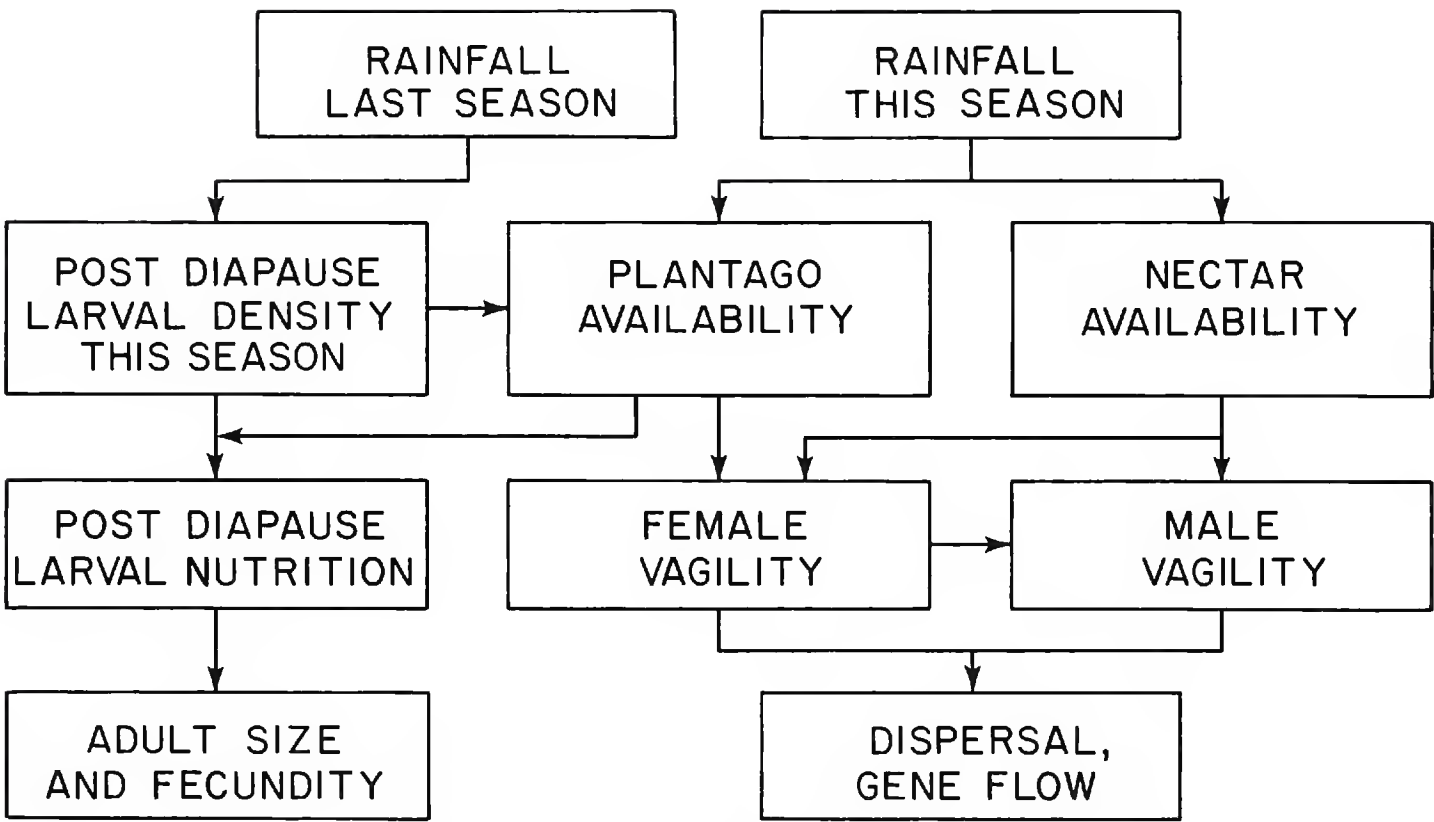 RAINFALL
LAST SEASON
RAINFALL
THIS SEASON
POST DIAPAUSE
LARVAL DENSITY
THIS SEASON
PLANTAGO
AVAILABILITY
NECTAR
AVAILABILITY
POST DIAPAUSE
LARVAL NUTRITION
FEMALE
VAGILITY
MALE
VAGILITY
ADULT SIZE
AND FECUNDITY
DISPERSAL,
GENE FLOW